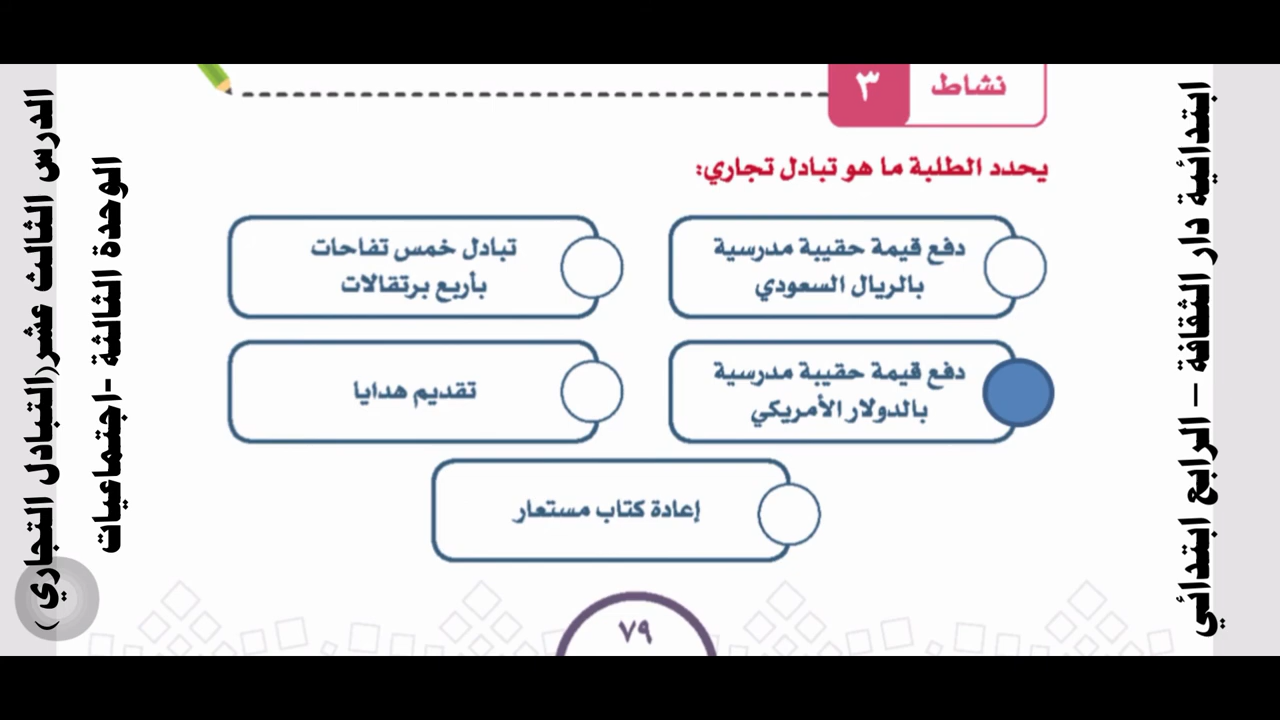 نشاط ٣
يحدد الطلبة ما هو تبادل تجاري:
دفع قيمة حقيبة مدرسية
بالريال السعودي
تبادل خمس تفاحات
بأربع برتقالات
دفع قيمة حقيبة مدرسية
بالدولار الأمريكي
تقديم هدايا
إعادة كتاب مستعار
٧٩
ابتدائية دار الثقافة – الرابع ابتدائي
الوحدة الثالثة -اجتماعيات
الدرس الثالث عشر(التبادل التجاري )